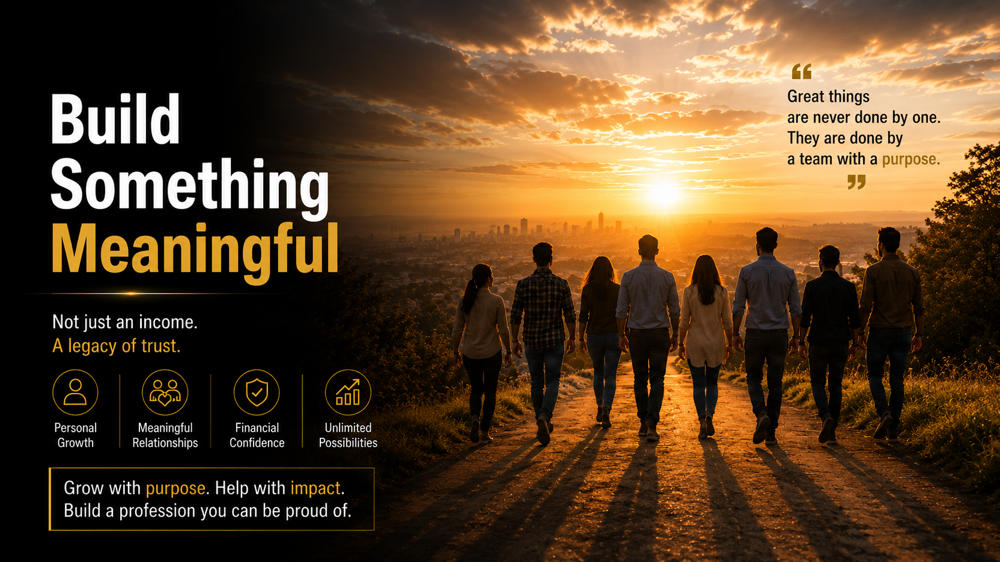 Build
Something
Meaningful
Not just an income.
A legacy of trust.
Personal
Growth
Meaningful
Relationships
Financial
Confidence
Unlimited
Possibilities
Grow with purpose. Help with impact.
Build a profession you can be proud of.
“
Great things
are never done by one.
They are done by
a team with a purpose.
”